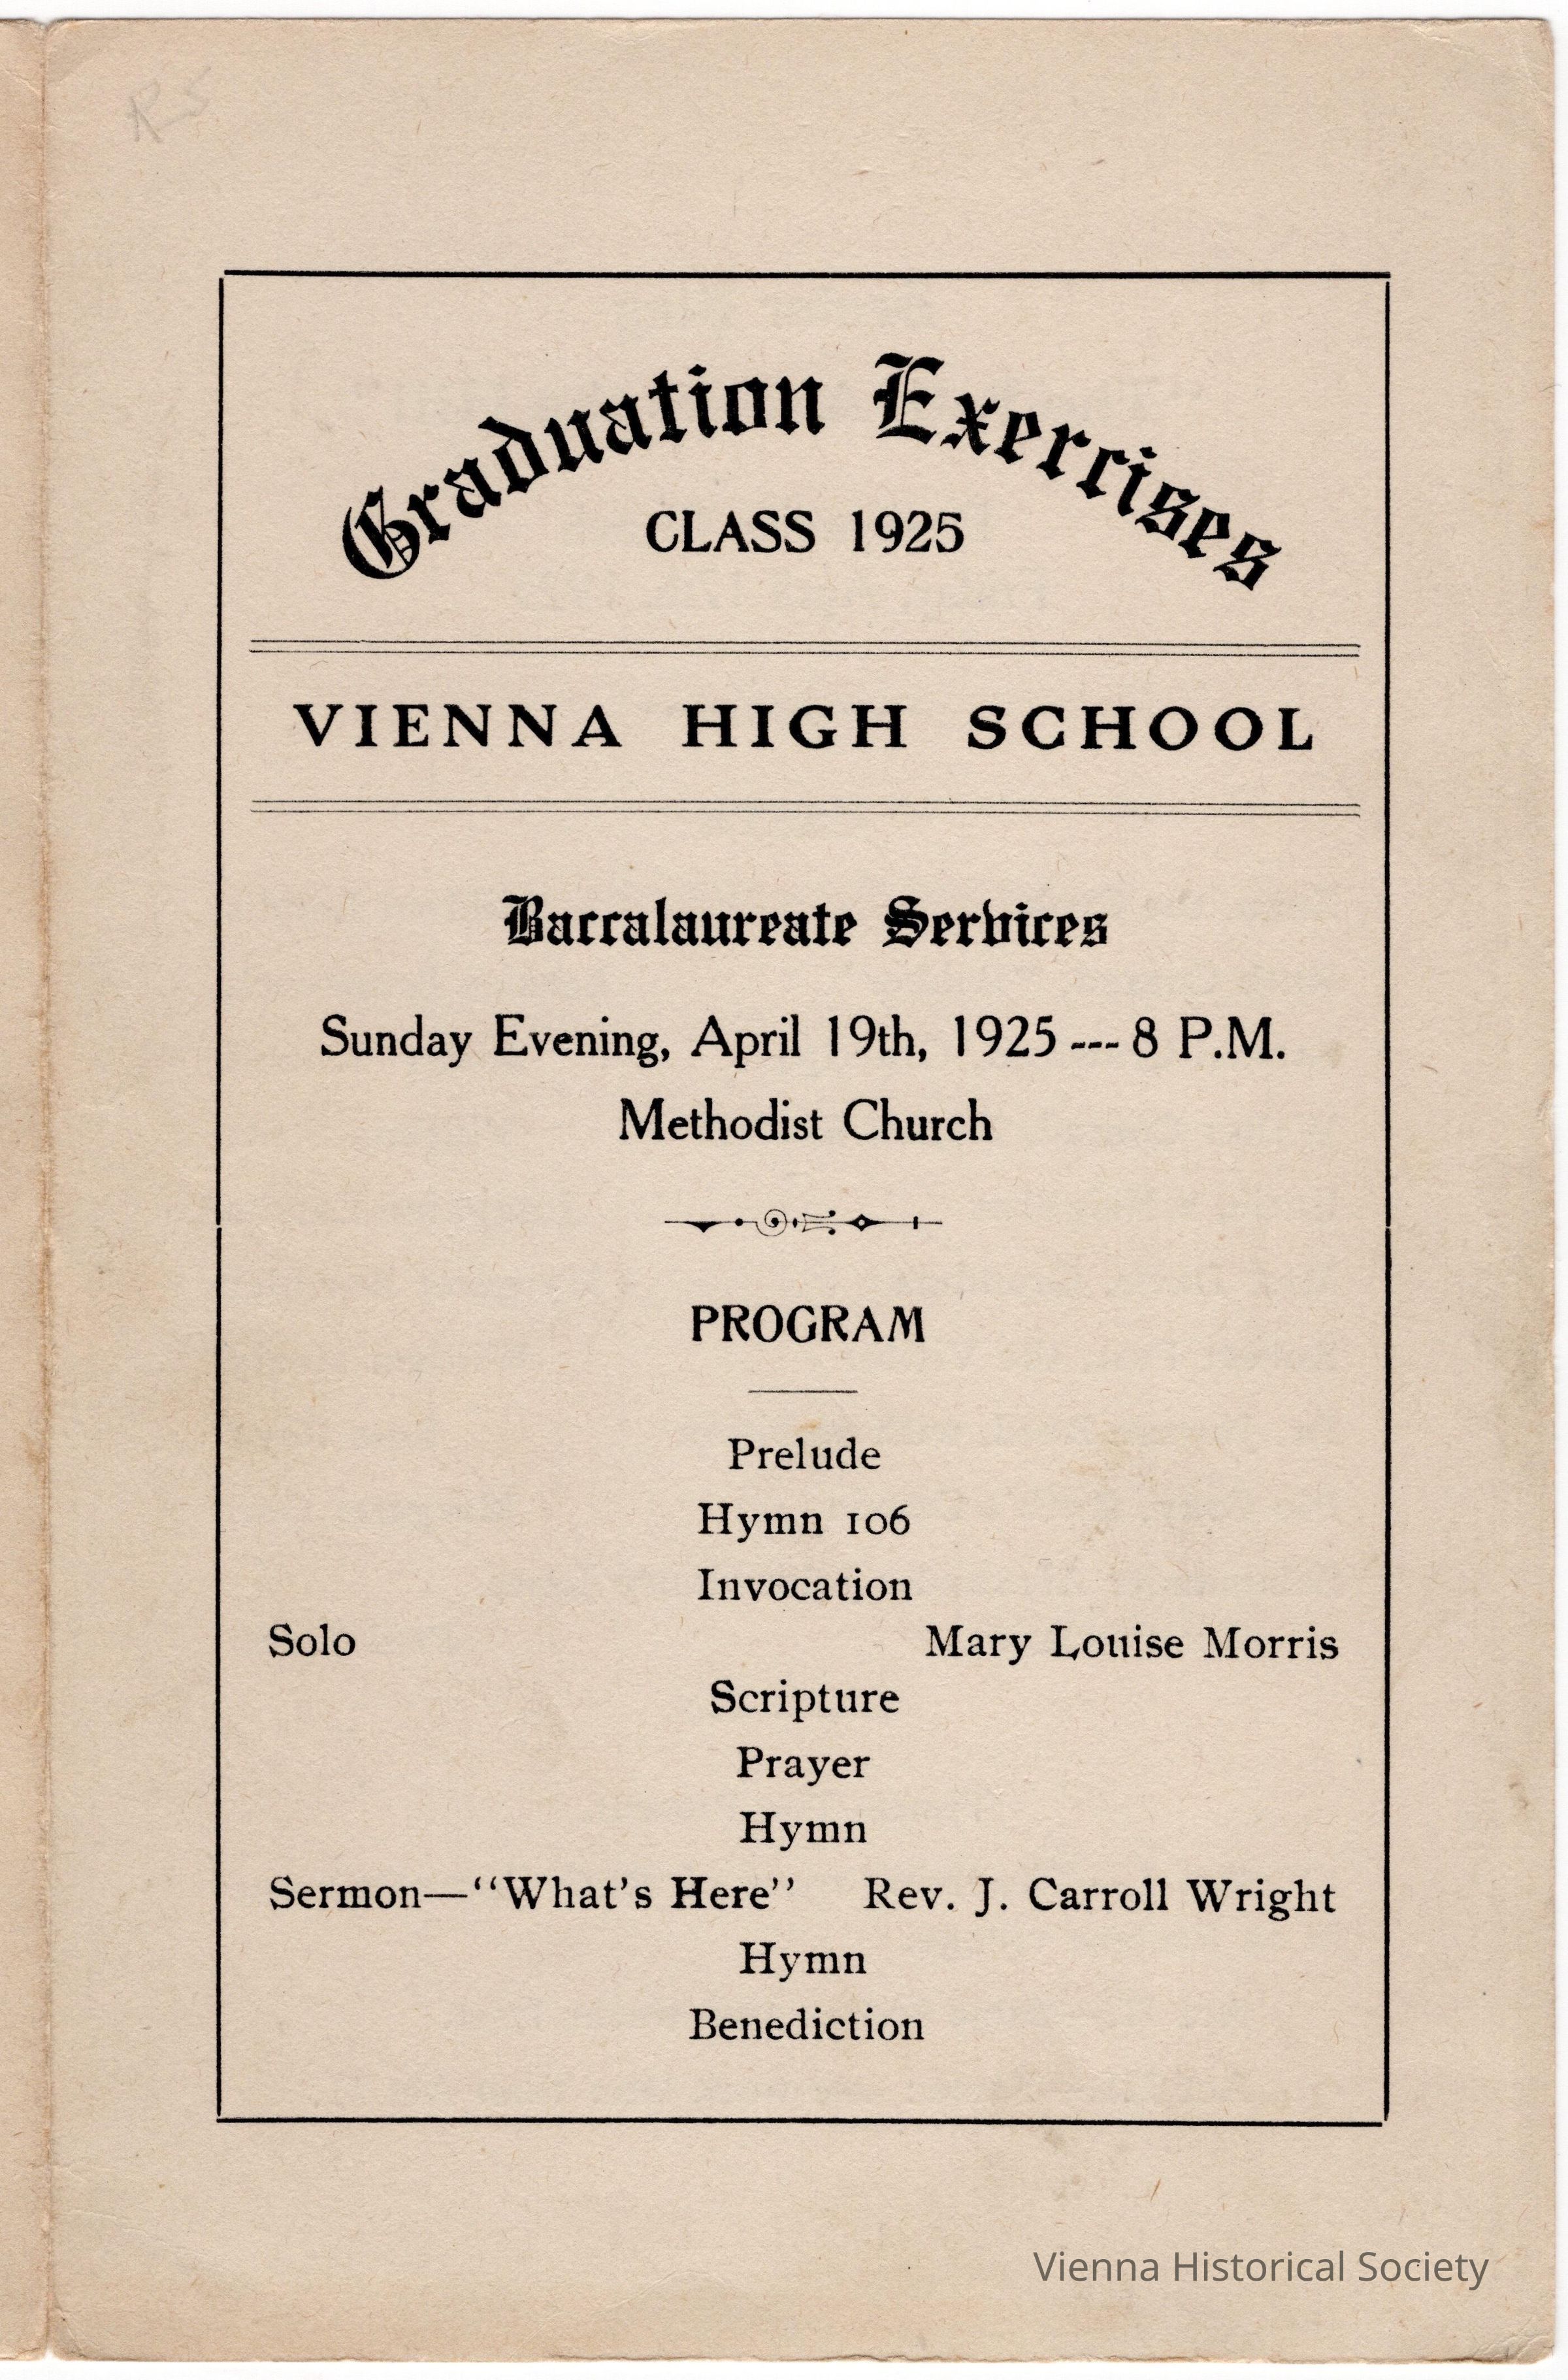 Graduation Exercises
CLASS 1925
VIENNA HIGH SCHOOL
Baccalaureate Services
Sunday Evening, April 19th, 1925 --- 8 P.M.
Methodist Church
PROGRAM
Prelude
Hymn 106
Invocation
Solo Mary Louise Morris
Scripture
Prayer
Hymn
Sermon—"What's Here" Rev. J. Carroll Wright
Hymn
Benediction
Vienna Historical Society